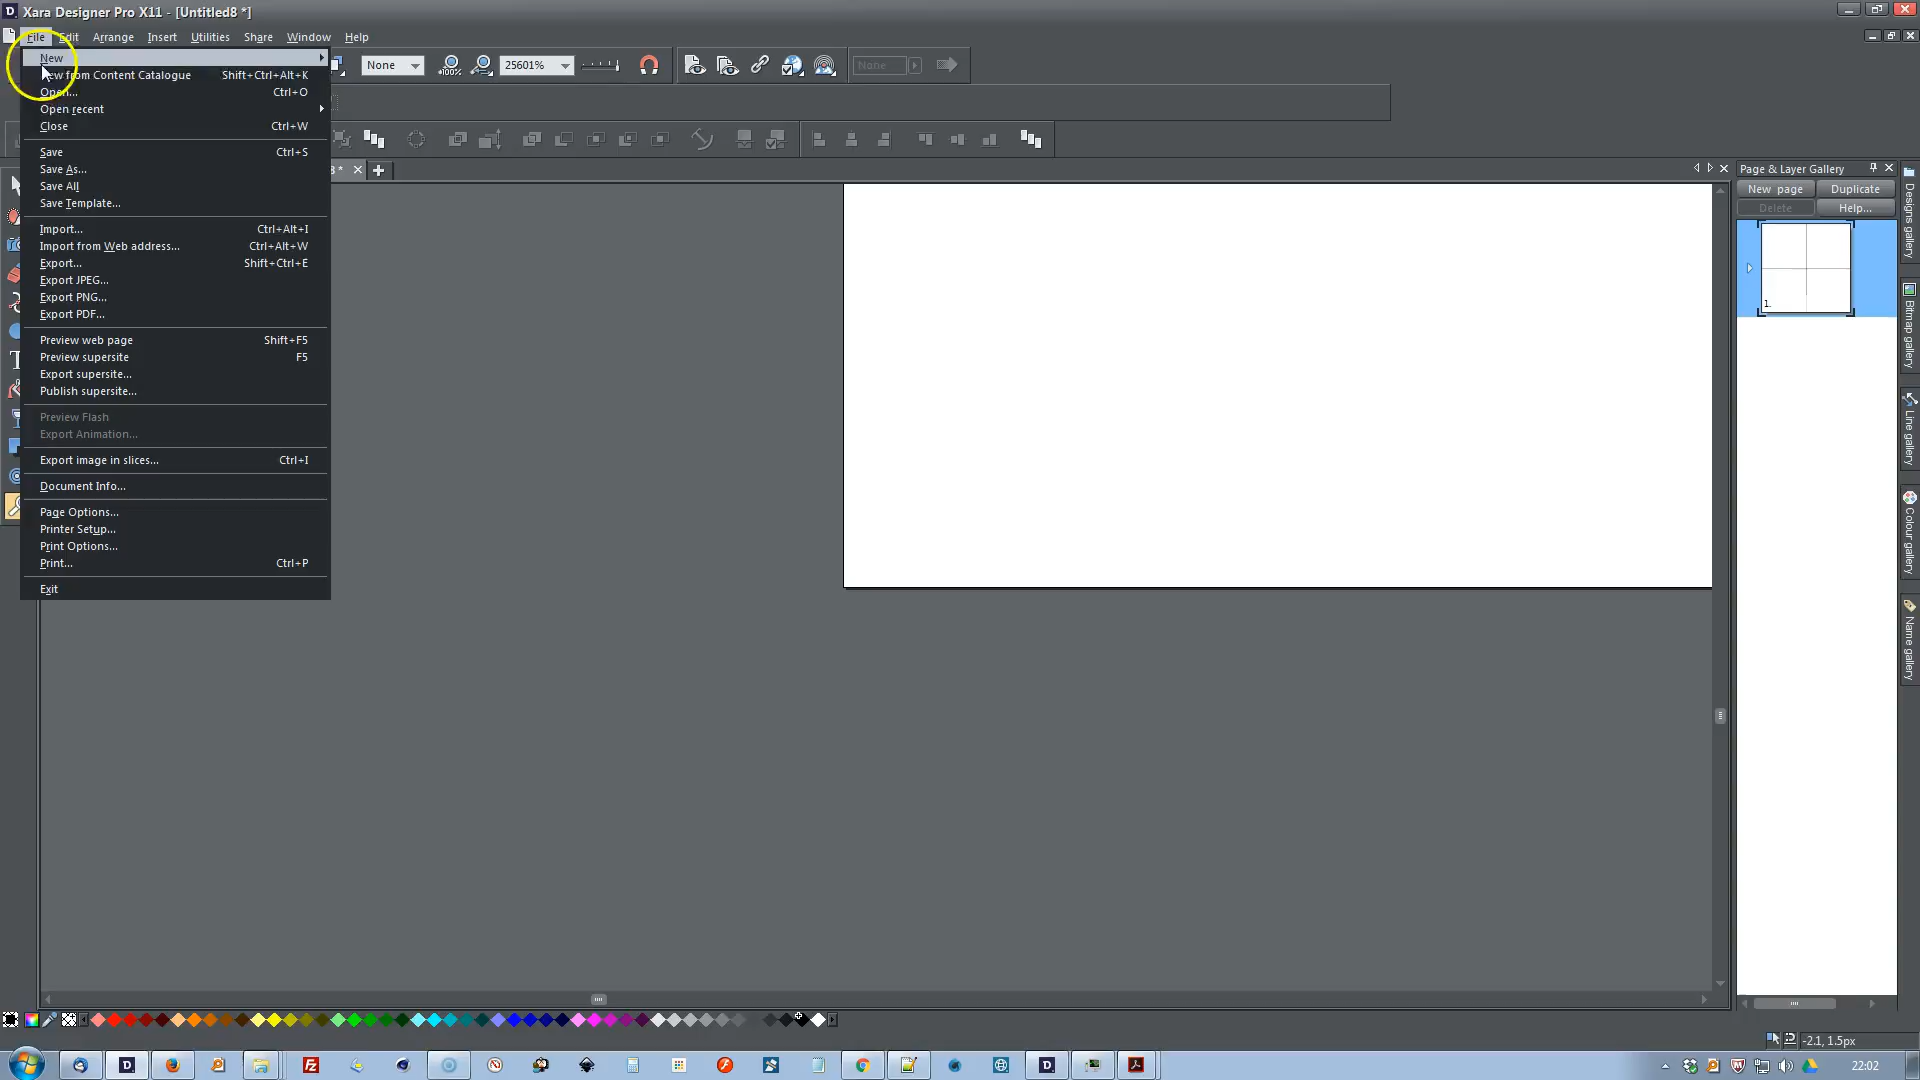 Xara Designer Pro X11 - [Untitled8 *]
File Edit Arrange Insert Utilities Share Window Help
New
from Content Catalogue Shift+Ctrl+Alt+K
Open... Ctrl+O
Open recent
Close Ctrl+W
Save Ctrl+S
Save As...
Save All
Save Template...
Import... Ctrl+Alt+I
Import from Web address... Ctrl+Alt+W
Export... Shift+Ctrl+E
Export JPEG...
Export PNG...
Export PDF...
Preview web page Shift+F5
Preview supersite F5
Export supersite...
Publish supersite...
Preview Flash
Export Animation...
Export image in slices... Ctrl+I
Document Info...
Page Options...
Printer Setup...
Print Options...
Print... Ctrl+P
Exit
None
25601%
None
Page & Layer Gallery
New page Duplicate
Delete Help...
1.
Designs gallery
Bitmap gallery
Line gallery
Colour gallery
Name gallery
-2.1, 1.5px
22:02